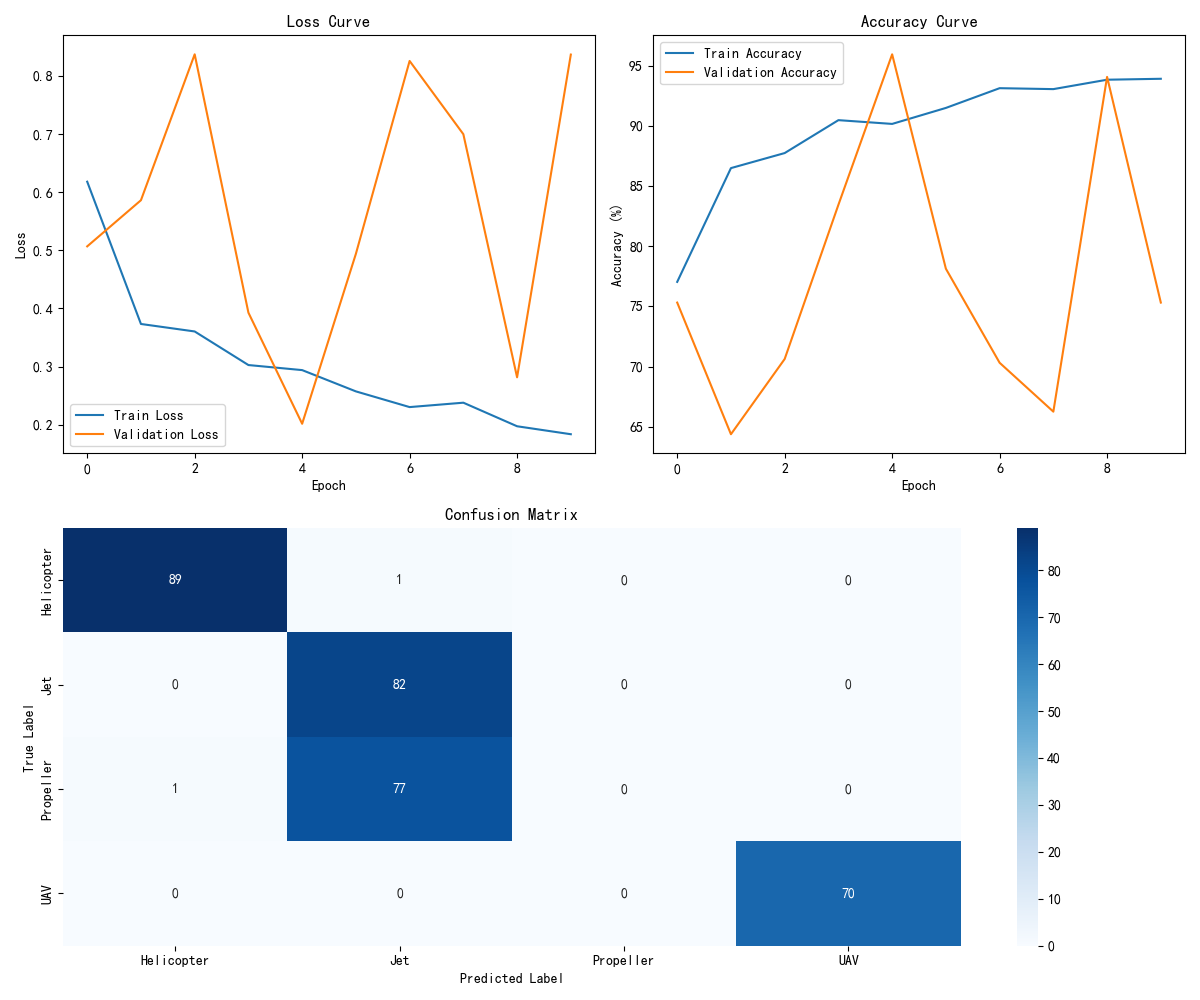 Loss Curve
0.8
0.7
0.6
0.5
0.4
0.3
0.2
Loss
Train Loss
Validation Loss
0 2 4 6 8
Epoch
Accuracy Curve
Train Accuracy
Validation Accuracy
95
90
85
80
75
70
65
Accuracy (%)
0 2 4 6 8
Epoch
Confusion Matrix
True Label
Helicopter
89 1 0 0
Jet
0 82 0 0
Propeller
1 77 0 0
UAV
0 0 0 70
Helicopter Jet Propeller UAV
Predicted Label
80
70
60
50
40
30
20
10
0